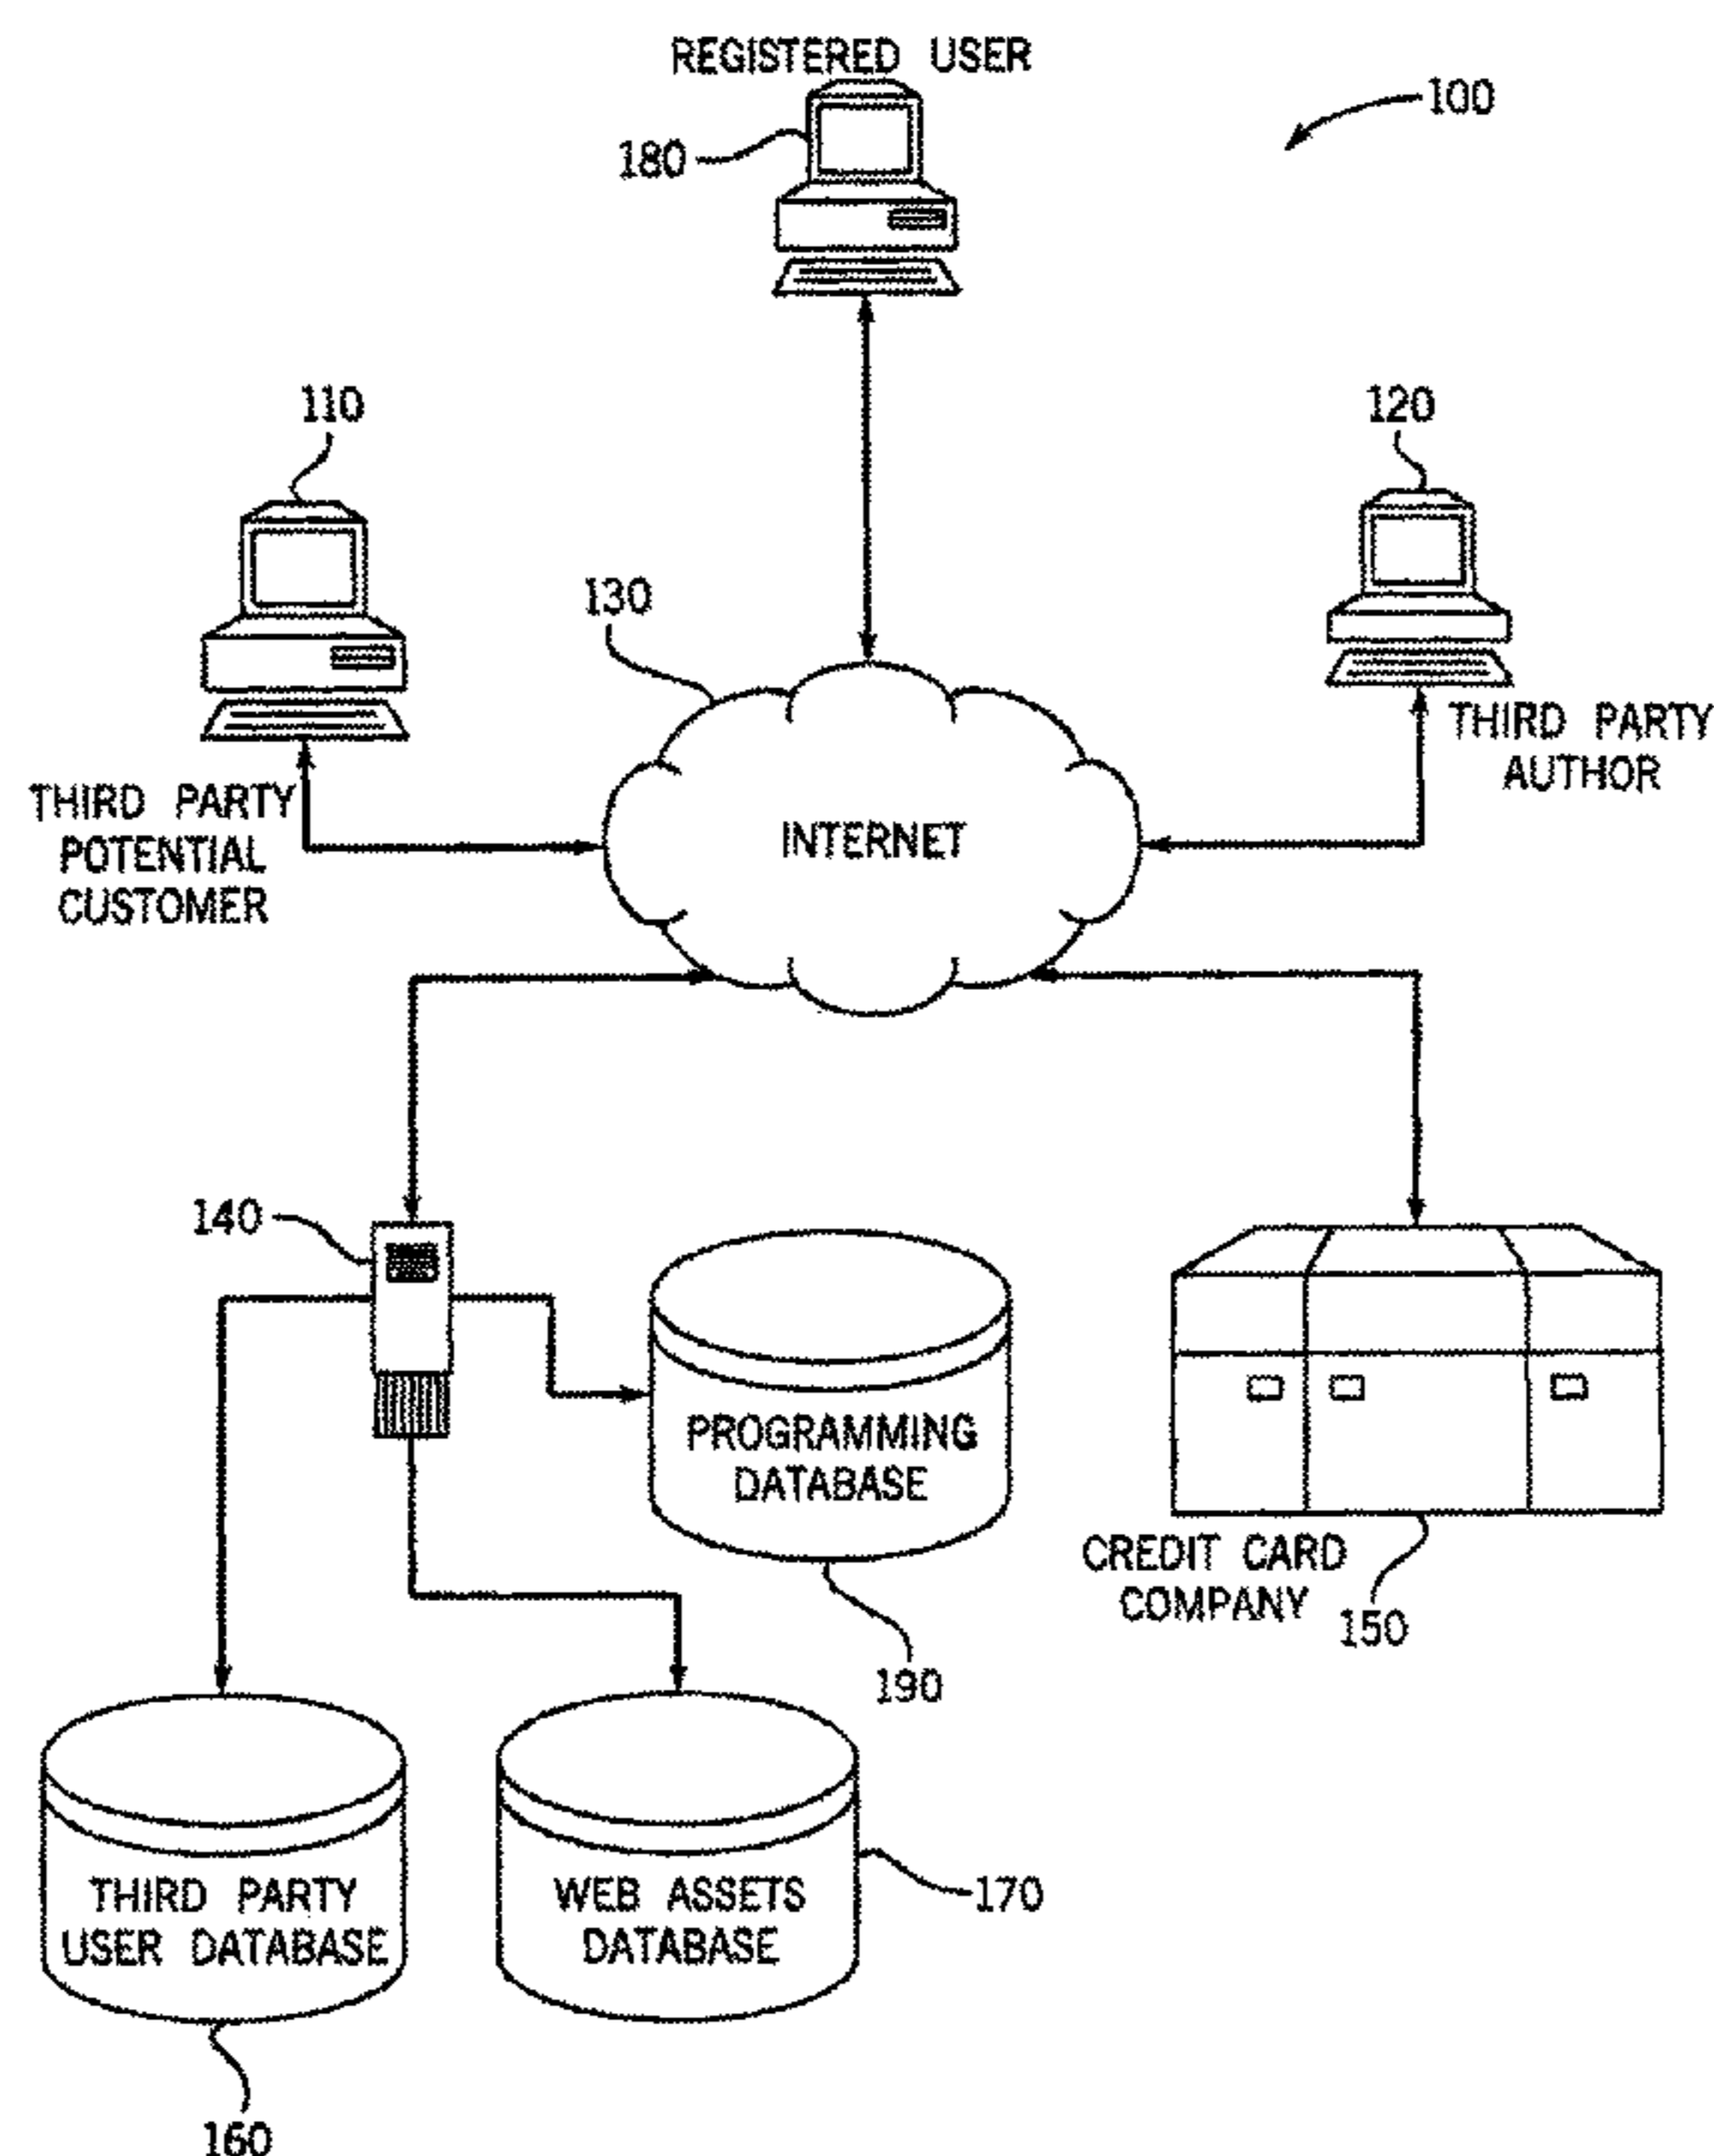 REGISTERED USER
100
180
110
120
130
THIRD PARTY
AUTHOR
THIRD PARTY
POTENTIAL
CUSTOMER
INTERNET
140
PROGRAMMING
DATABASE
CREDIT CARD
COMPANY
150
190
THIRD PARTY
USER DATABASE
WEB ASSETS
DATABASE
170
160